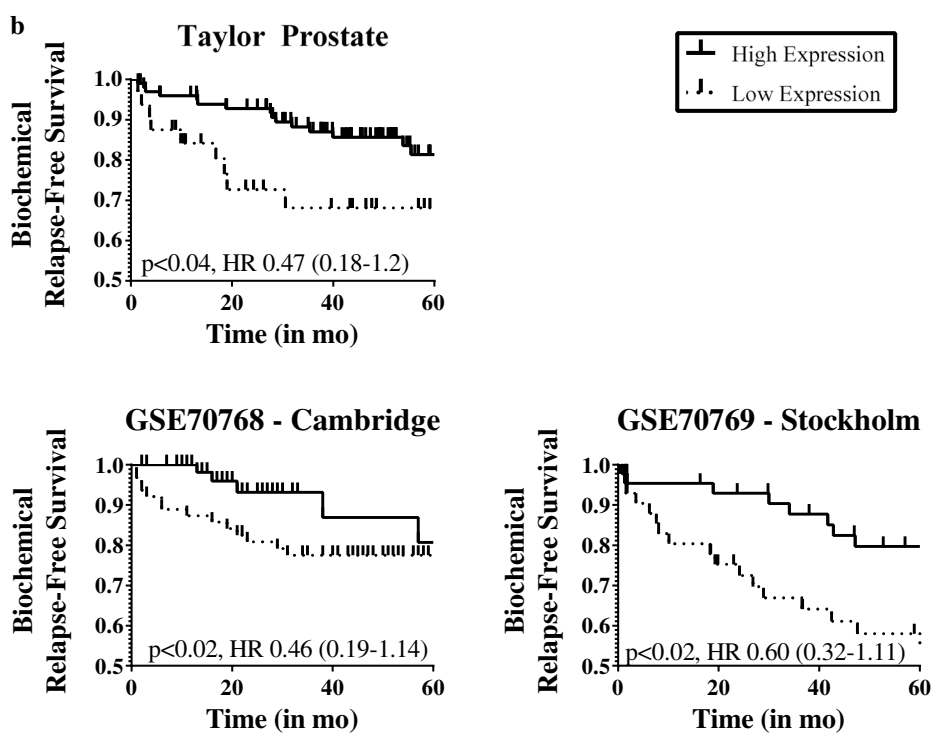 b
Taylor Prostate
High Expression
Low Expression
Biochemical
Relapse-Free Survival
1.0
0.9
0.8
0.7
0.6
0.5
p<0.04, HR 0.47 (0.18-1.2)
0 20 40 60
Time (in mo)
GSE70768 - Cambridge
Biochemical
Relapse-Free Survival
1.0
0.9
0.8
0.7
0.6
0.5
p<0.02, HR 0.46 (0.19-1.14)
0 20 40 60
Time (in mo)
GSE70769 - Stockholm
Biochemical
Relapse-Free Survival
1.0
0.9
0.8
0.7
0.6
0.5
p<0.02, HR 0.60 (0.32-1.11)
0 20 40 60
Time (in mo)